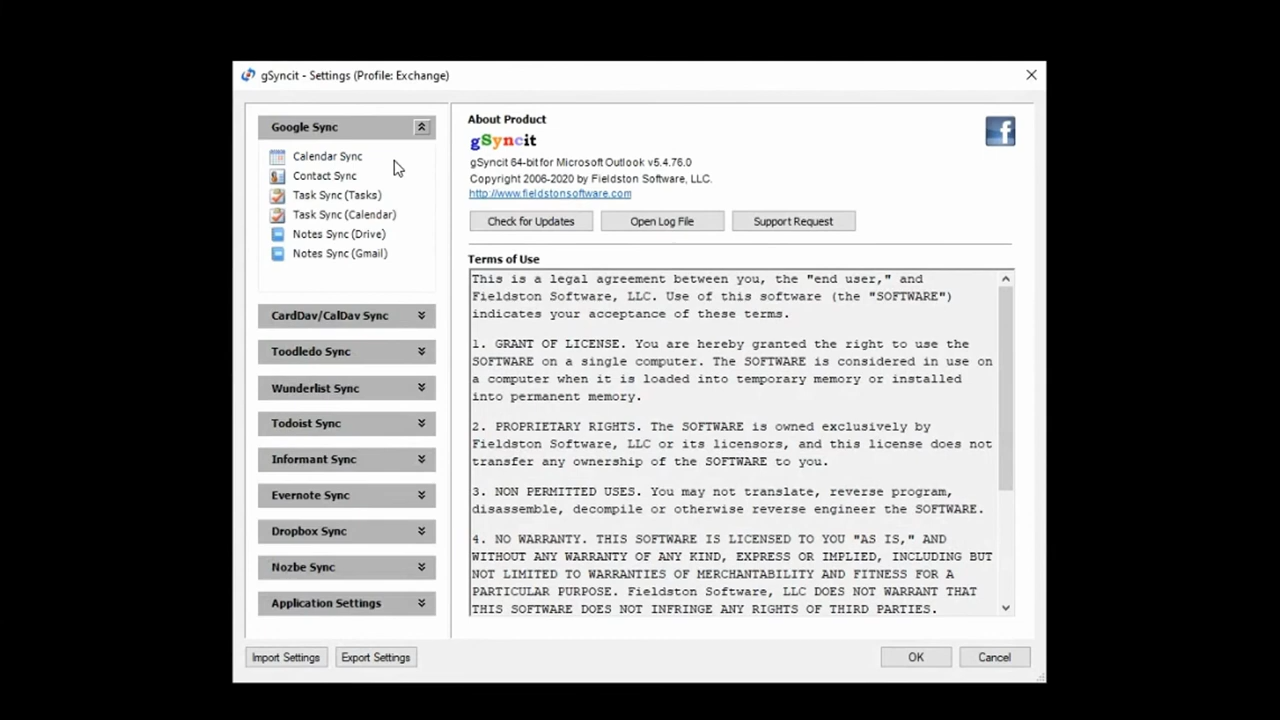 gSyncit - Settings (Profile: Exchange)
Google Sync
Calendar Sync
Contact Sync
Task Sync (Tasks)
Task Sync (Calendar)
Notes Sync (Drive)
Notes Sync (Gmail)
CardDav/CalDav Sync
Toodledo Sync
Wunderlist Sync
Todoist Sync
Informant Sync
Evernote Sync
Dropbox Sync
Nozbe Sync
Application Settings
About Product
gSyncit
gSyncit 64-bit for Microsoft Outlook v5.4.76.0
Copyright 2006-2020 by Fieldston Software, LLC.
http://www.fieldstonsoftware.com
Check for Updates
Open Log File
Support Request
Terms of Use
This is a legal agreement between you, the "end user," and
Fieldston Software, LLC. Use of this software (the "SOFTWARE")
indicates your acceptance of these terms.
1. GRANT OF LICENSE. You are hereby granted the right to use the
SOFTWARE on a single computer. The SOFTWARE is considered in use on
a computer when it is loaded into temporary memory or installed
into permanent memory.
2. PROPRIETARY RIGHTS. The SOFTWARE is owned exclusively by
Fieldston Software, LLC or its licensors, and this license does not
transfer any ownership of the SOFTWARE to you.
3. NON PERMITTED USES. You may not translate, reverse program,
disassemble, decompile or otherwise reverse engineer the SOFTWARE.
4. NO WARRANTY. THIS SOFTWARE IS LICENSED TO YOU "AS IS," AND
WITHOUT ANY WARRANTY OF ANY KIND, EXPRESS OR IMPLIED, INCLUDING BUT
NOT LIMITED TO WARRANTIES OF MERCHANTABILITY AND FITNESS FOR A
PARTICULAR PURPOSE. Fieldston Software, LLC DOES NOT WARRANT THAT
THIS SOFTWARE DOES NOT INFRINGE ANY RIGHTS OF THIRD PARTIES.
Import Settings
Export Settings
OK
Cancel